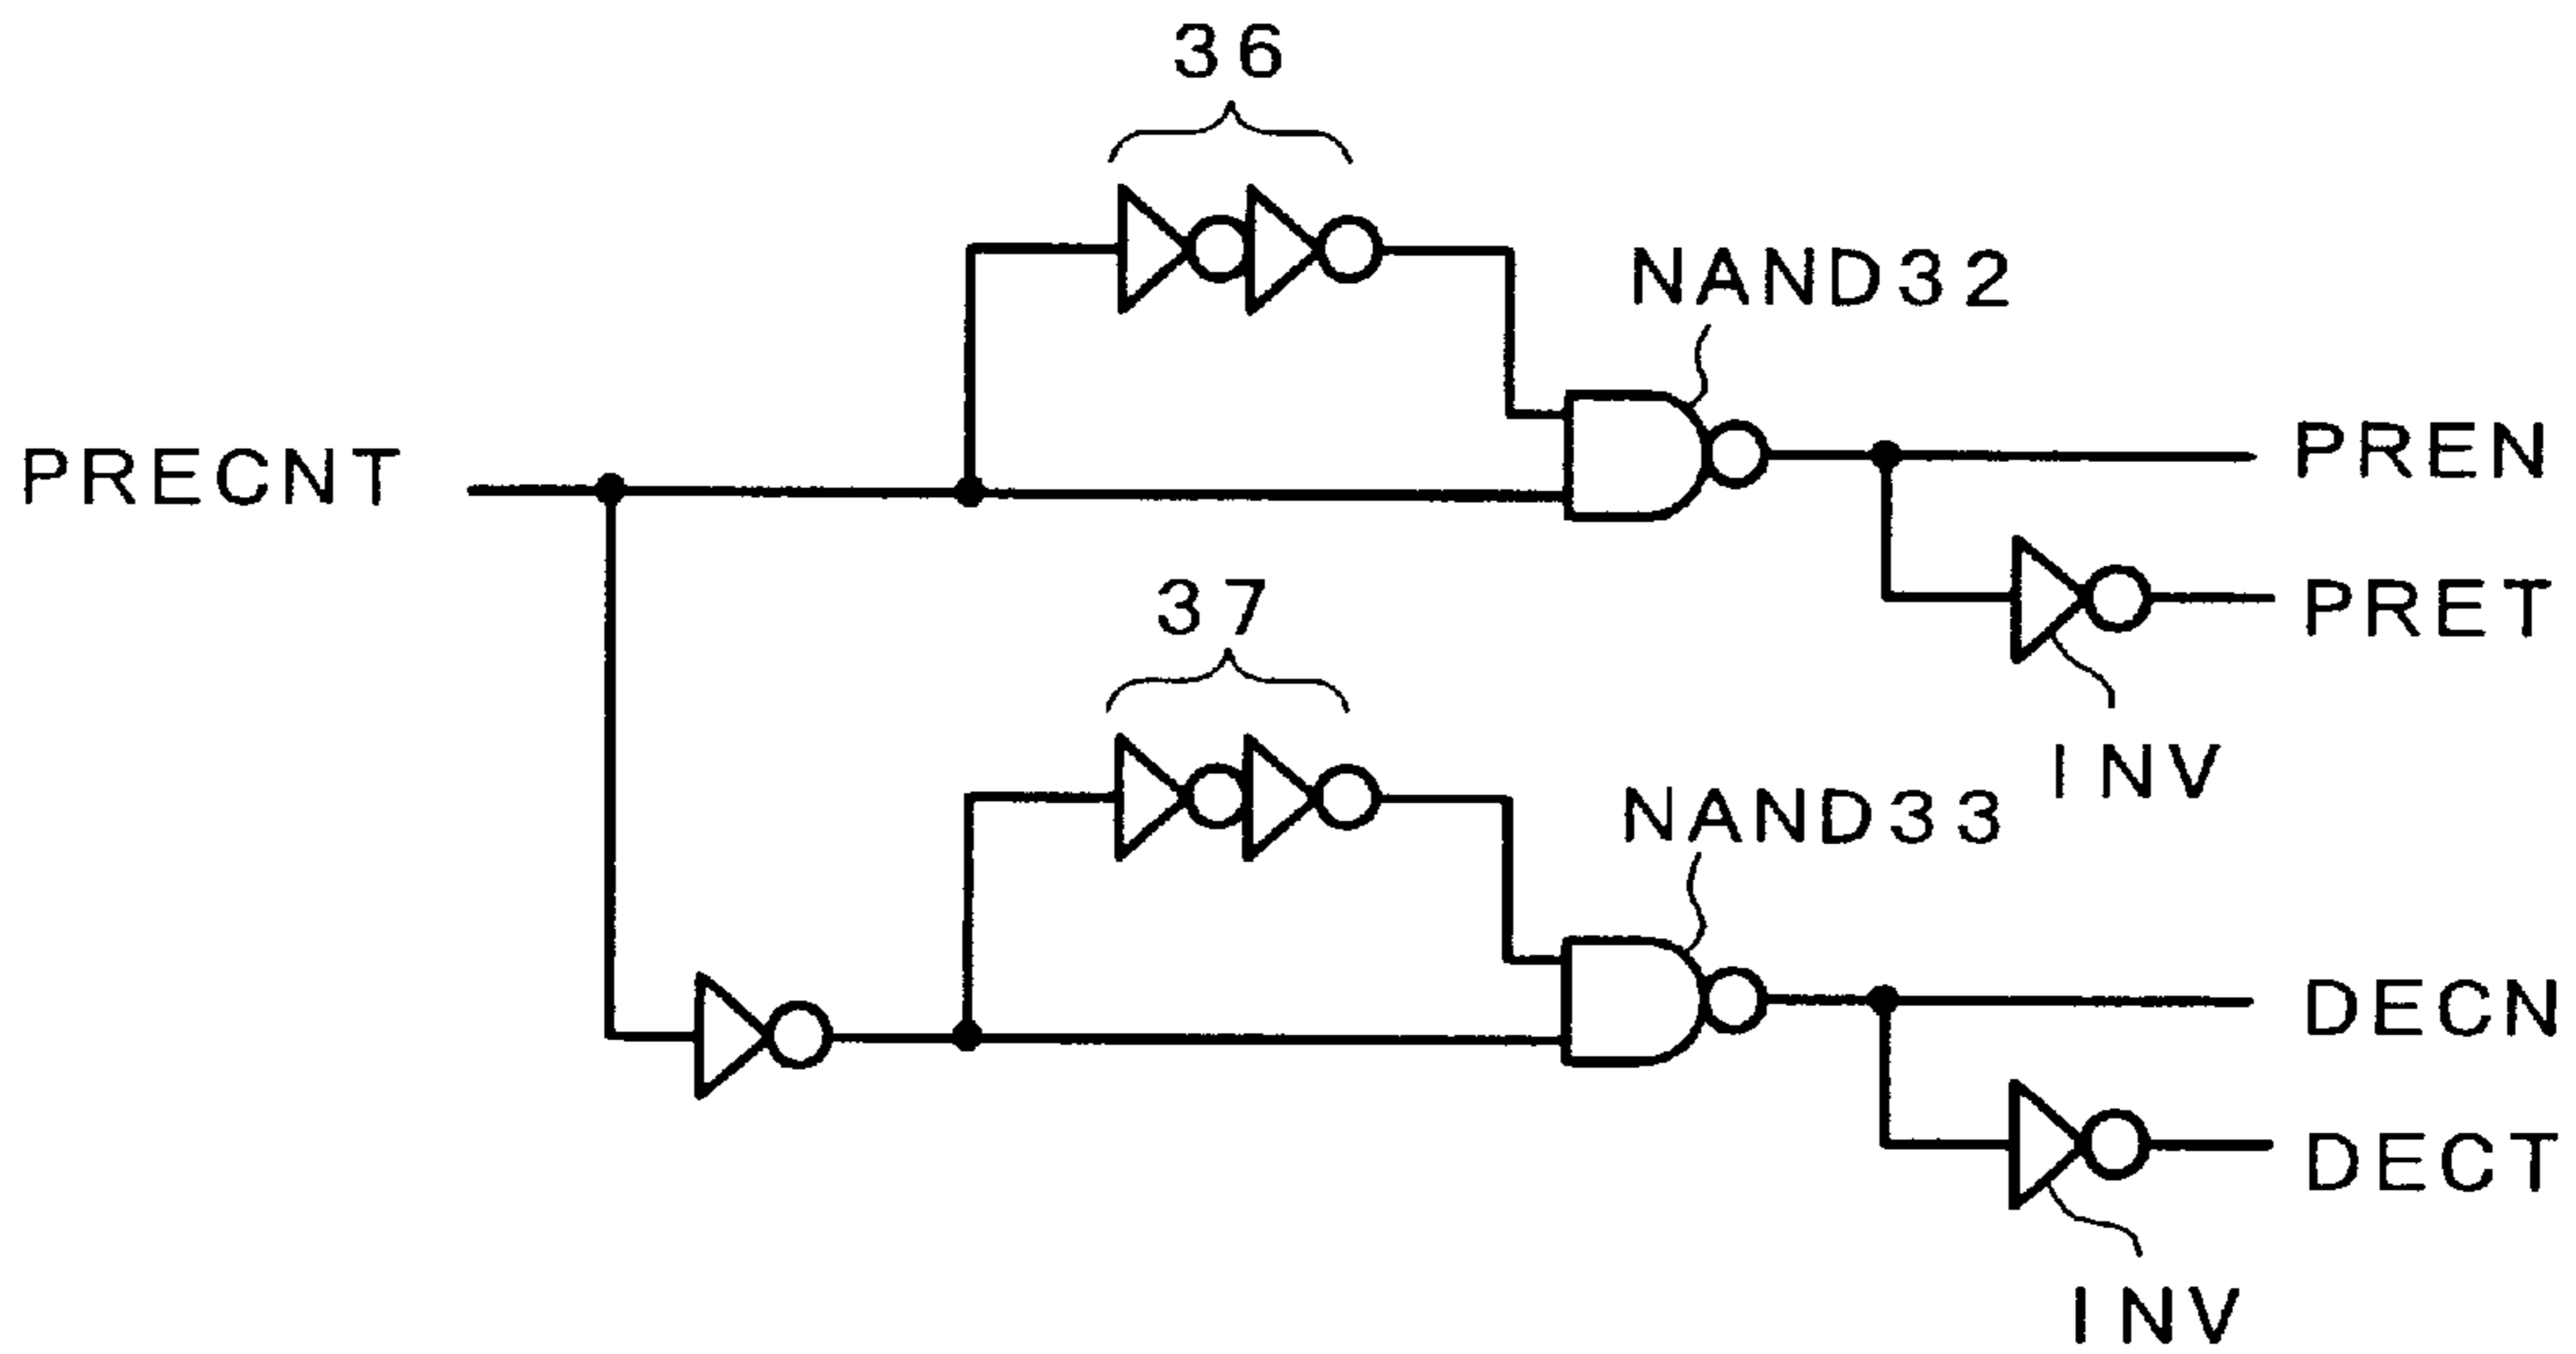 36
NAND32
PRECNT
PREN
PRET
37
INV
NAND33
DECN
DECT
INV